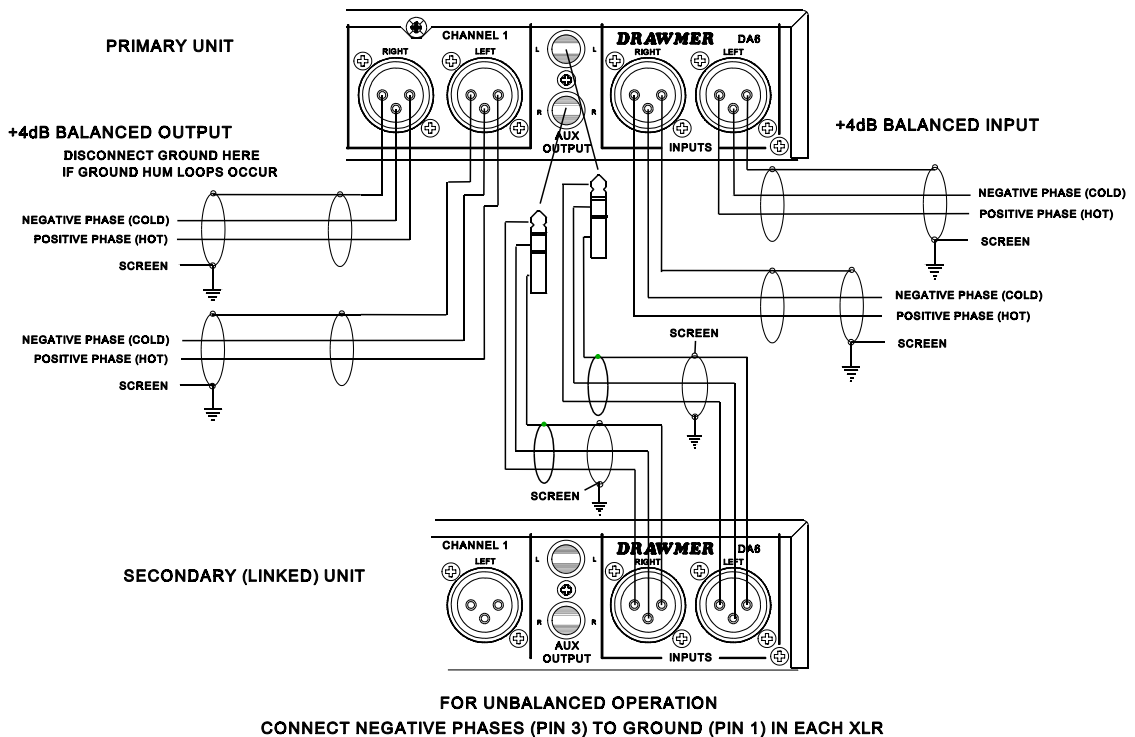 PRIMARY UNIT
CHANNEL 1
RIGHT
LEFT
L
L
R
R
AUX
OUTPUT
DRAWMER
DA6
RIGHT
LEFT
INPUTS
+4dB BALANCED OUTPUT
DISCONNECT GROUND HERE
IF GROUND HUM LOOPS OCCUR
+4dB BALANCED INPUT
NEGATIVE PHASE (COLD)
POSITIVE PHASE (HOT)
SCREEN
NEGATIVE PHASE (COLD)
POSITIVE PHASE (HOT)
SCREEN
NEGATIVE PHASE (COLD)
POSITIVE PHASE (HOT)
SCREEN
NEGATIVE PHASE (COLD)
POSITIVE PHASE (HOT)
SCREEN
SCREEN
SCREEN
SECONDARY (LINKED) UNIT
CHANNEL 1
LEFT
L
L
R
R
AUX
OUTPUT
DRAWMER
DA6
RIGHT
LEFT
INPUTS
FOR UNBALANCED OPERATION
CONNECT NEGATIVE PHASES (PIN 3) TO GROUND (PIN 1) IN EACH XLR